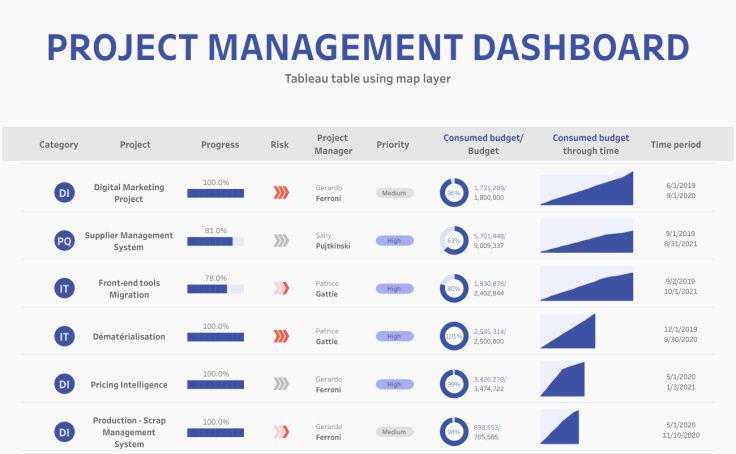 PROJECT MANAGEMENT DASHBOARD
Tableau table using map layer
Category
Project
Progress
Risk
Project
Manager
Priority
Consumed budget/
Budget
Consumed budget
through time
Time period
DI
Digital Marketing
Project
100.0%
Gerardo
Ferroni
Medium
96%
1,731,289/
1,800,000
6/1/2019
9/1/2020
PQ
Supplier Management
System
81.0%
Sally
Pujtkinski
High
63%
5,701,448/
9,009,337
9/1/2019
8/31/2021
IT
Front-end tools
Migration
78.0%
Patrice
Gattie
High
80%
1,930,876/
2,402,844
9/2/2019
10/1/2021
IT
Dématérialisation
100.0%
Patrice
Gattie
High
101%
2,535,314/
2,500,000
12/1/2019
9/30/2020
DI
Pricing Intelligence
100.0%
Gerardo
Ferroni
High
99%
3,426,270/
3,474,722
5/1/2020
1/3/2021
DI
Production - Scrap
Management
System
100.0%
Gerardo
Ferroni
Medium
98%
690,553/
705,585
5/1/2020
11/10/2020